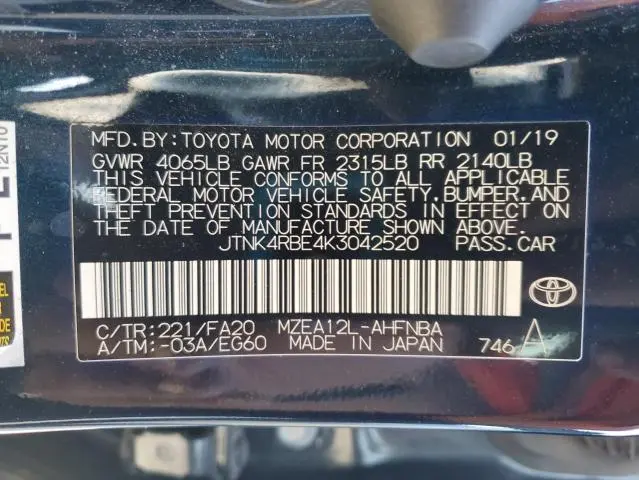 MFD.BY:TOYOTA MOTOR CORPORATION 01/19
GVWR 4065LB GAWR FR 2315LB RR 2140LB
THIS VEHICLE CONFORMS TO ALL APPLICABLE
FEDERAL MOTOR VEHICLE SAFETY,BUMPER,AND
THEFT PREVENTION STANDARDS IN EFFECT ON
THE DATE OF MANUFACTURE SHOWN ABOVE.
JTNK4RBE4K3042520 PASS.CAR
C/TR:221/FA20 MZEA12L-AHFNBA
A/TM:-03A/EG60 MADE IN JAPAN 746 A
12N10